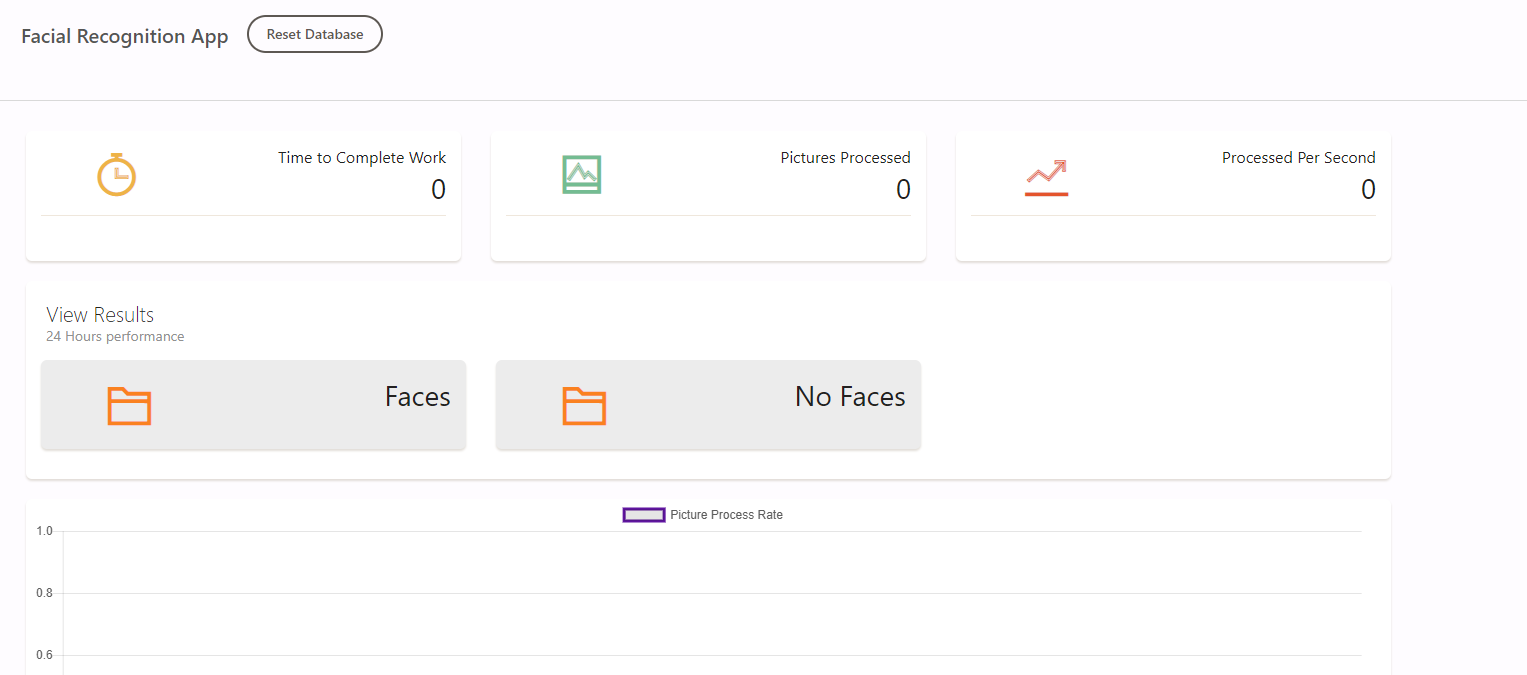 Facial Recognition App
Reset Database
Time to Complete Work
0
Pictures Processed
0
Processed Per Second
0
View Results
24 Hours performance
Faces
No Faces
Picture Process Rate
1.0
0.8
0.6